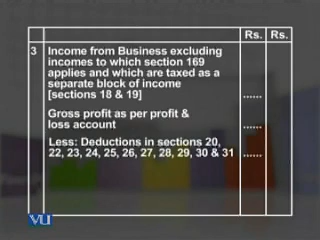 Rs. Rs.
3 Income from Business excluding
incomes to which section 169
applies and which are taxed as a
separate block of income
[sections 18 & 19] ......
Gross profit as per profit &
loss account ......
Less: Deductions in sections 20,
22, 23, 24, 25, 26, 27, 28, 29, 30 & 31 ......
VU